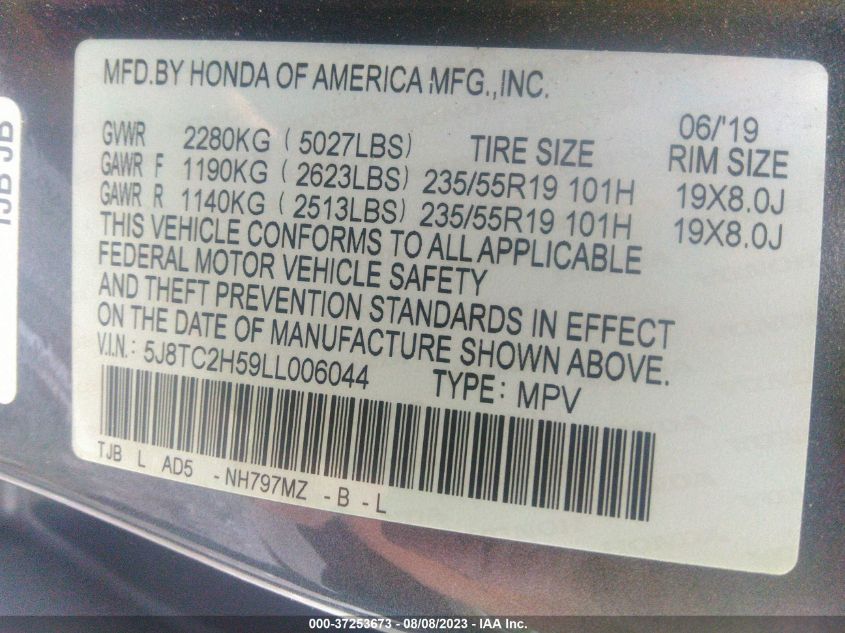 MFD.BY HONDA OF AMERICA MFG.,INC.
06/'19
GVWR 2280KG (5027LBS) TIRE SIZE RIM SIZE
GAWR F 1190KG (2623LBS) 235/55R19 101H 19X8.0J
GAWR R 1140KG (2513LBS) 235/55R19 101H 19X8.0J
THIS VEHICLE CONFORMS TO ALL APPLICABLE
FEDERAL MOTOR VEHICLE SAFETY
AND THEFT PREVENTION STANDARDS IN EFFECT
ON THE DATE OF MANUFACTURE SHOWN ABOVE.
V.I.N.: 5J8TC2H59LL006044 TYPE: MPV
TJB L AD5 -NH797MZ -B-L
TJB JB
000-37253673 - 08/08/2023 - IAA Inc.